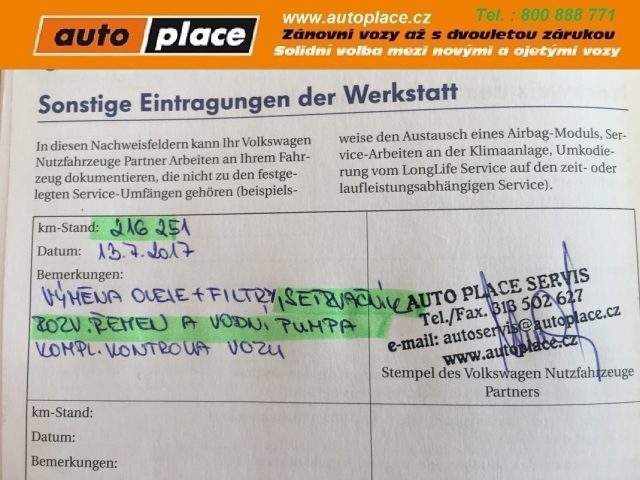 auto place
www.autoplace.cz
Tel. : 800 888 771
Zánovní vozy až s dvouletou zárukou
Solidní volba mezi novými a ojetými vozy
Sonstige Eintragungen der Werkstatt
In diesen Nachweisfeldern kann Ihr Volkswagen
Nutzfahrzeuge Partner Arbeiten an Ihrem Fahr-
zeug dokumentieren, die nicht zu den festge-
legten Service-Umfängen gehören (beispiels-
weise den Austausch eines Airbag-Moduls, Ser-
vice-Arbeiten an der Klimaanlage, Umkodie-
rung vom LongLife Service auf den zeit- oder
laufleistungsabhängigen Service).
km-Stand: 216 251
Datum: 13.7.2017
Bemerkungen:
VÝMĚNA OLEJE + FILTRY, SETRVAČNÍK
ROZV. ŘEMEN A VODNÍ PUMPA
KOMPL. KONTROLA VOZU
AUTO PLACE SERVIS
Tel./Fax. 313 502 627
e-mail: autoservis@autoplace.cz
www.autoplace.cz
Stempel des Volkswagen Nutzfahrzeuge
Partners
km-Stand:
Datum:
Bemerkungen: